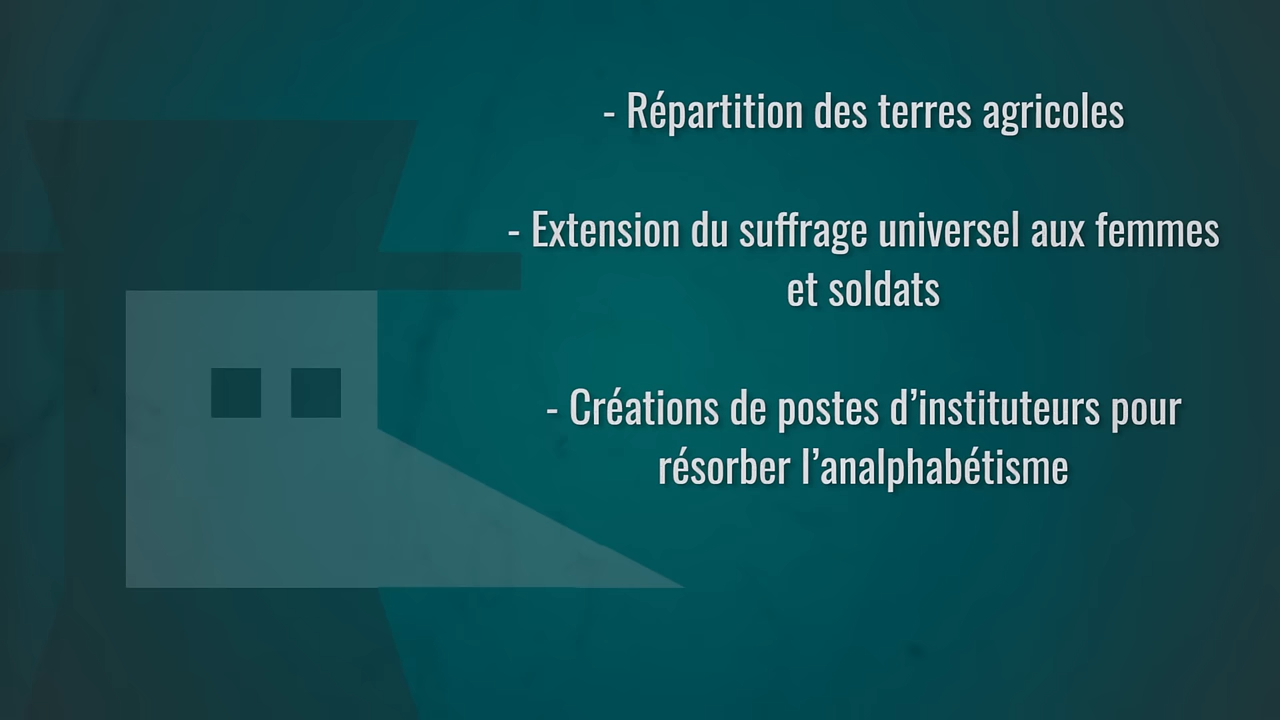 - Répartition des terres agricoles
- Extension du suffrage universel aux femmes
et soldats
- Créations de postes d’instituteurs pour
résorber l’analphabétisme